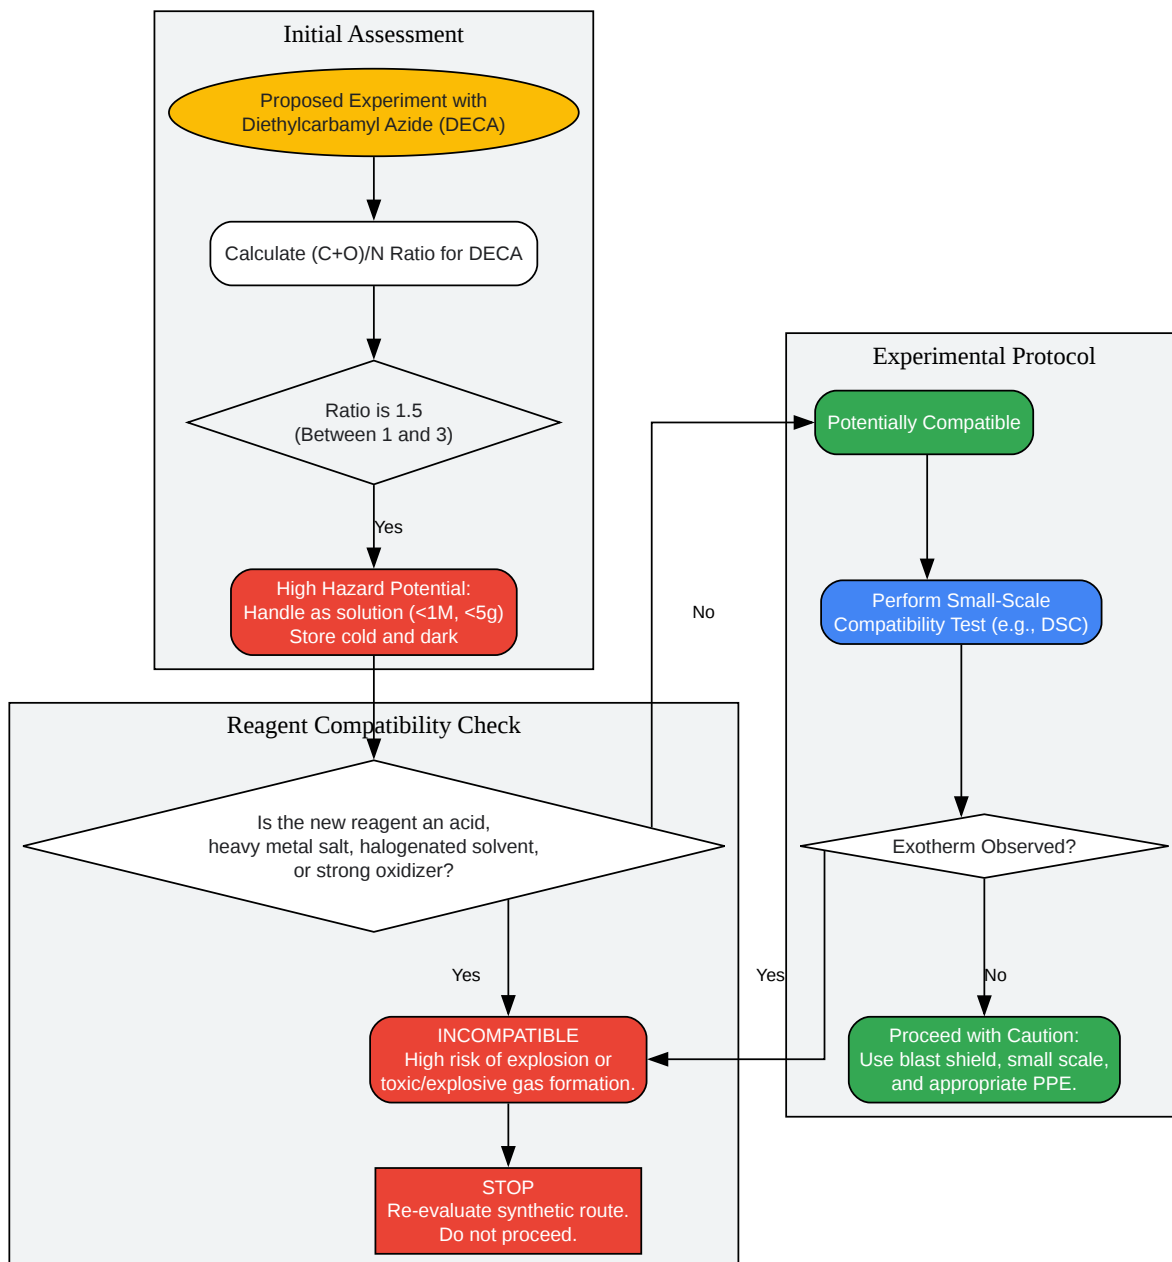 Initial Assessment
Proposed Experiment with
Diethylcarbamyl Azide (DECA)
Calculate (C+O)/N Ratio for DECA
Ratio is 1.5
(Between 1 and 3)
Yes
High Hazard Potential:
Handle as solution (<1M, <5g)
Store cold and dark
Reagent Compatibility Check
Is the new reagent an acid,
heavy metal salt, halogenated solvent,
or strong oxidizer?
No
Yes
INCOMPATIBLE
High risk of explosion or
toxic/explosive gas formation.
STOP
Re-evaluate synthetic route.
Do not proceed.
Experimental Protocol
Potentially Compatible
Perform Small-Scale
Compatibility Test (e.g., DSC)
Exotherm Observed?
Yes
No
Proceed with Caution:
Use blast shield, small scale,
and appropriate PPE.